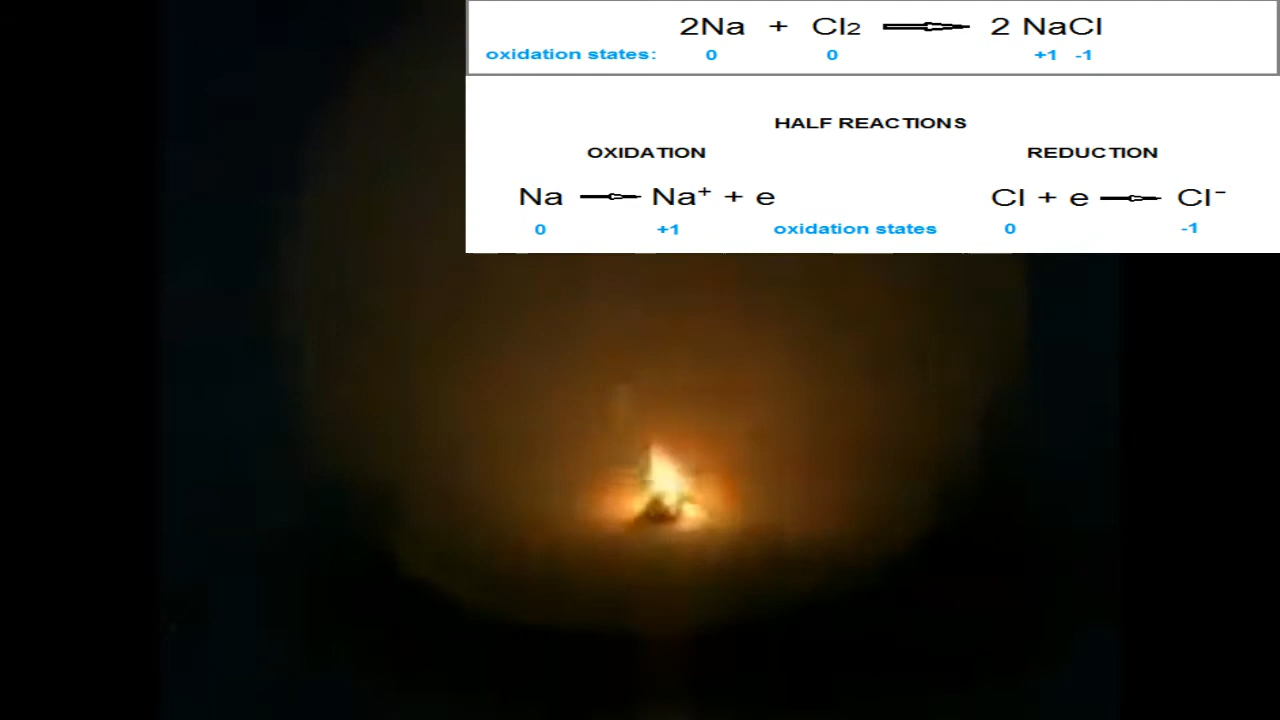 2Na + Cl₂ ⟹ 2 NaCl
oxidation states: 0 0 +1 -1
HALF REACTIONS
OXIDATION REDUCTION
Na ⟶ Na⁺ + e Cl + e ⟶ Cl⁻
0 +1 oxidation states 0 -1